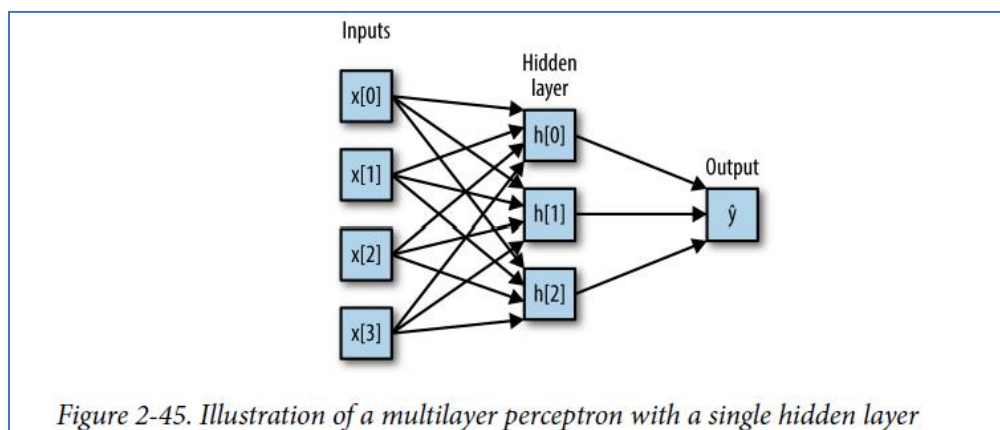 Inputs
Hidden
layer
Output
x[0]
x[1]
x[2]
x[3]
h[0]
h[1]
h[2]
ŷ
Figure 2-45. Illustration of a multilayer perceptron with a single hidden layer